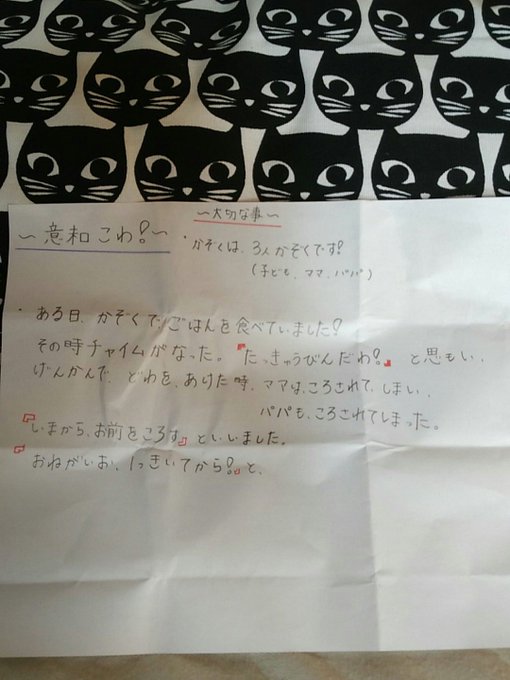 〜意和こわ!〜
〜大切な事〜
・かぞくは、3人かぞくです!
(子ども、ママ、パパ)
・ある日、かぞくでごはんを食べていました!
その時チャイムがなった。『たっきゅうびんだわ!』と思もい、
げんかんで、どわを、あけた時、ママは、ころされて、しまい、
パパも、ころされてしまった。
『いまから、お前をころす』といいました。
『おねがいお、1っきいてから!』と、